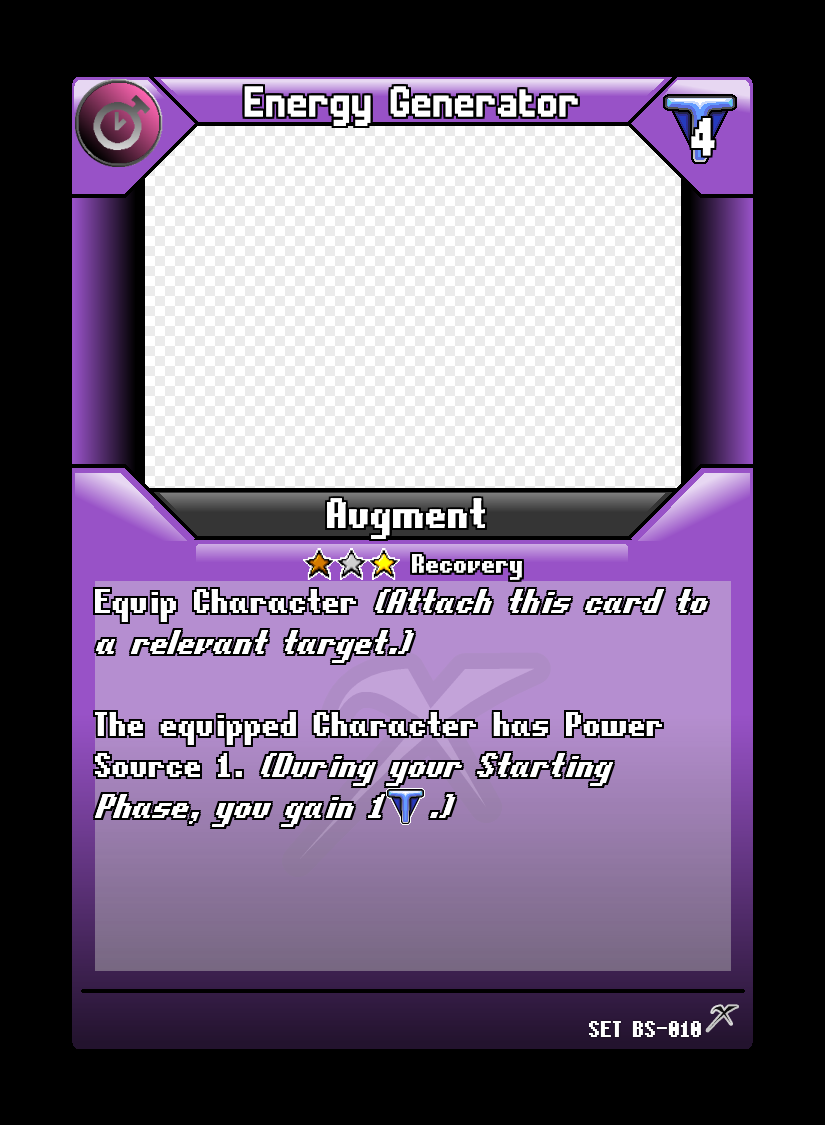 Energy Generator
4
Augment
Recovery
Equip Character (Attach this card to
a relevant target.)
The equipped Character has Power
Source 1. (During your Starting
Phase, you gain 1T.)
SET BS-010